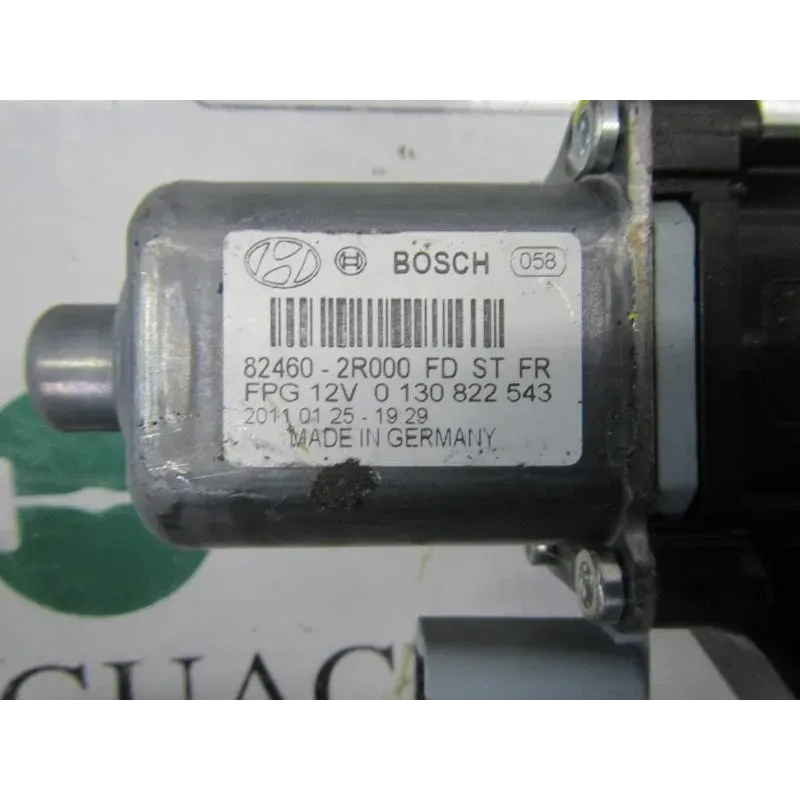 BOSCH 058
82460-2R000 FD ST FR
FPG 12V 0 130 822 543
2011 01 25-19:29
MADE IN GERMANY